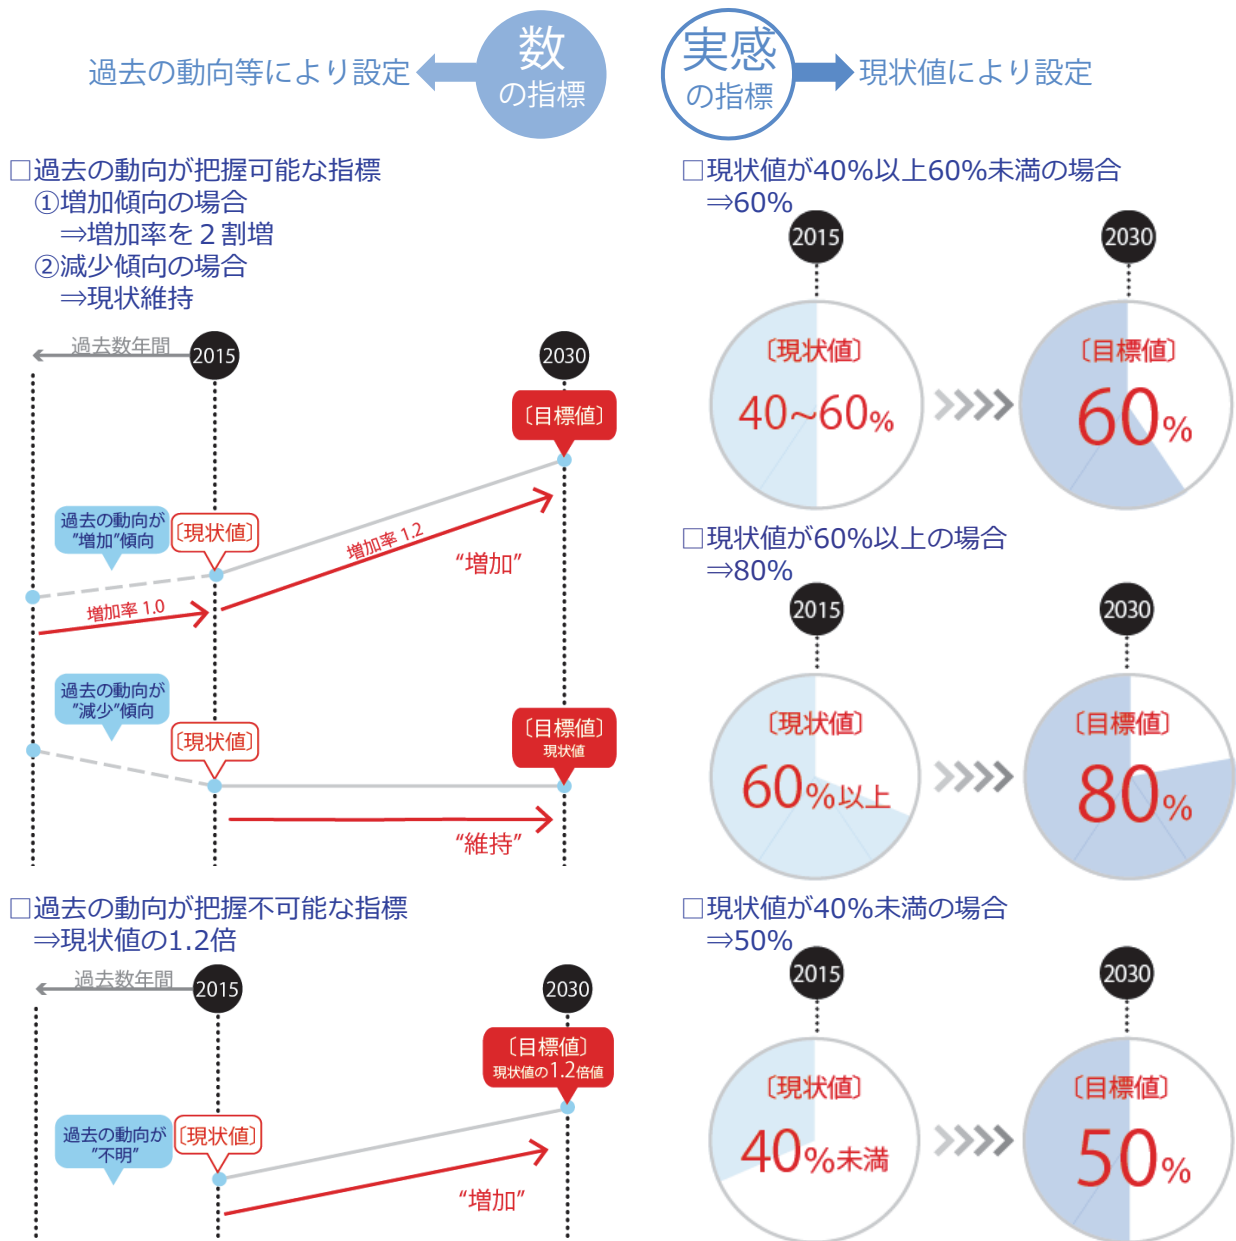 過去の動向等により設定
数
の指標
実感
の指標
現状値により設定
□過去の動向が把握可能な指標
①増加傾向の場合
⇒増加率を２割増
②減少傾向の場合
⇒現状維持
過去数年間
2015
2030
〔目標値〕
過去の動向が
”増加”傾向
〔現状値〕
増加率 1.2
“増加”
増加率 1.0
過去の動向が
”減少”傾向
〔現状値〕
〔目標値〕
現状値
“維持”
□過去の動向が把握不可能な指標
⇒現状値の1.2倍
過去数年間
2015
2030
〔目標値〕
現状値の1.2倍値
過去の動向が
”不明”
〔現状値〕
“増加”
□現状値が40%以上60%未満の場合
⇒60%
2015
2030
〔現状値〕
40~60%
〔目標値〕
60%
□現状値が60%以上の場合
⇒80%
2015
2030
〔現状値〕
60%以上
〔目標値〕
80%
□現状値が40%未満の場合
⇒50%
2015
2030
〔現状値〕
40%未満
〔目標値〕
50%